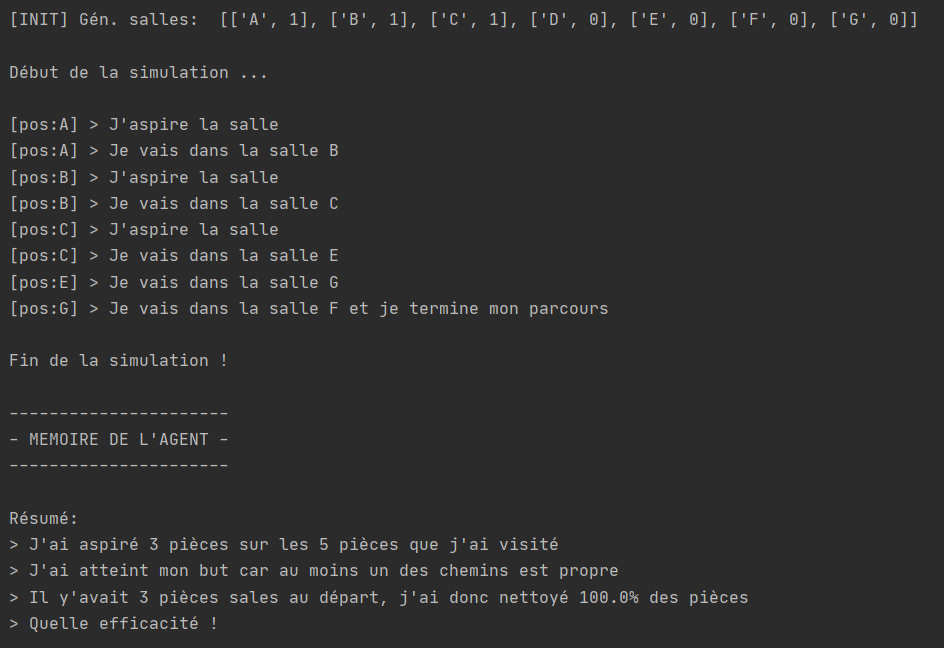 [INIT] Gén. salles:  [['A', 1], ['B', 1], ['C', 1], ['D', 0], ['E', 0], ['F', 0], ['G', 0]]
Début de la simulation ...
[pos:A] > J'aspire la salle
[pos:A] > Je vais dans la salle B
[pos:B] > J'aspire la salle
[pos:B] > Je vais dans la salle C
[pos:C] > J'aspire la salle
[pos:C] > Je vais dans la salle E
[pos:E] > Je vais dans la salle G
[pos:G] > Je vais dans la salle F et je termine mon parcours
Fin de la simulation !
----------------------
- MEMOIRE DE L'AGENT -
----------------------
Résumé:
> J'ai aspiré 3 pièces sur les 5 pièces que j'ai visité
> J'ai atteint mon but car au moins un des chemins est propre
> Il y'avait 3 pièces sales au départ, j'ai donc nettoyé 100.0% des pièces
> Quelle efficacité !